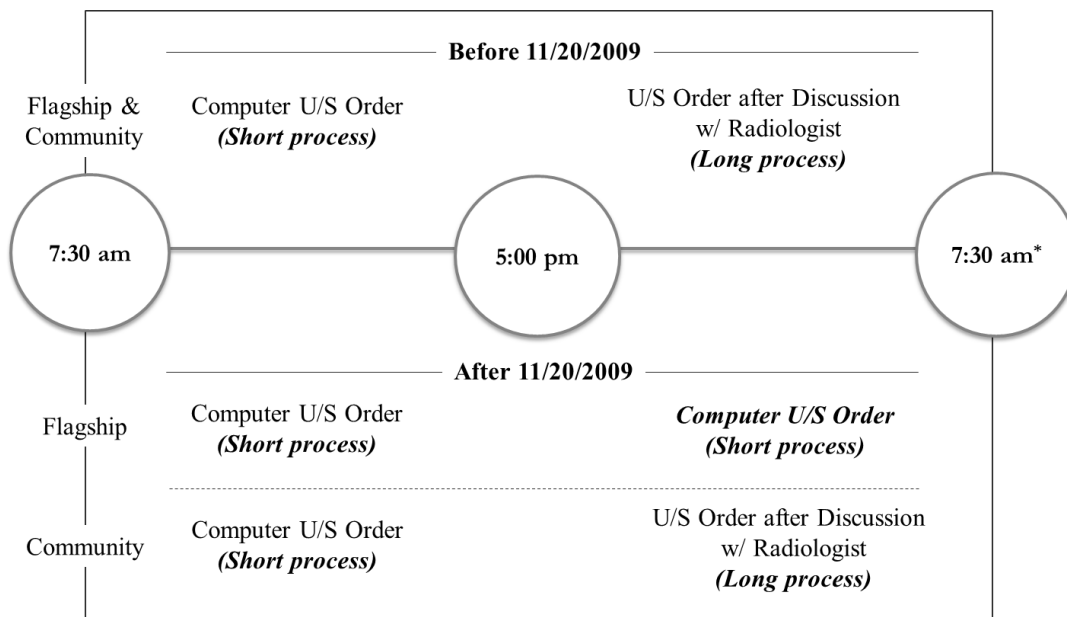 Before 11/20/2009
Flagship &
Community
Computer U/S Order
(Short process)
U/S Order after Discussion
w/ Radiologist
(Long process)
7:30 am
5:00 pm
7:30 am*
After 11/20/2009
Flagship
Computer U/S Order
(Short process)
Computer U/S Order
(Short process)
Community
Computer U/S Order
(Short process)
U/S Order after Discussion
w/ Radiologist
(Long process)